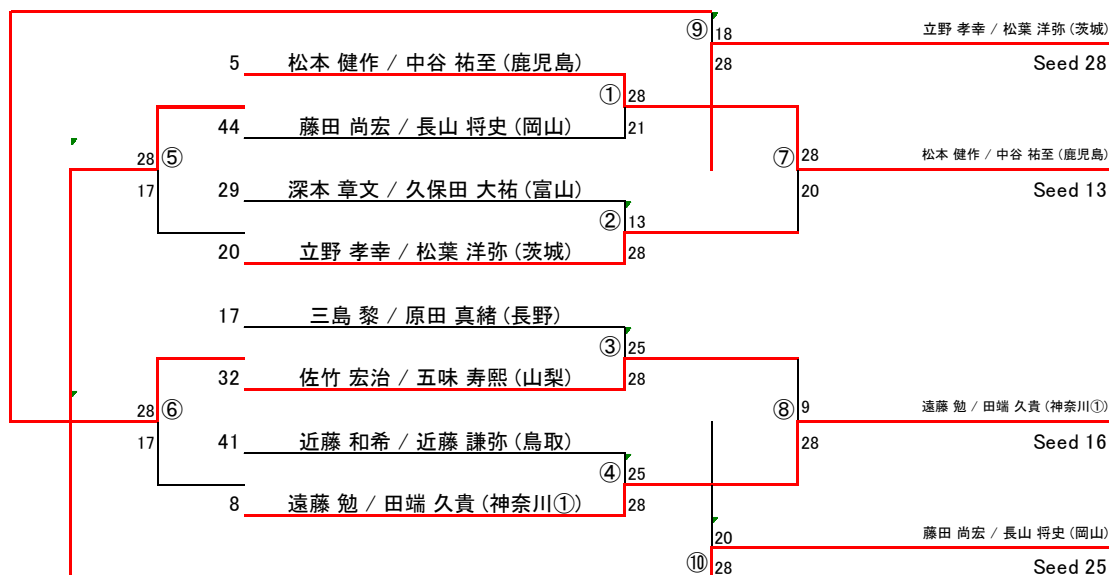 ⑨ 18 立野 孝幸 / 松葉 洋弥 (茨城)
5 松本 健作 / 中谷 祐至 (鹿児島) 28 Seed 28
① 28
44 藤田 尚宏 / 長山 将史 (岡山) 21
28 ⑤ ⑦ 28 松本 健作 / 中谷 祐至 (鹿児島)
17 29 深本 章文 / 久保田 大祐 (富山) 20 Seed 13
② 13
20 立野 孝幸 / 松葉 洋弥 (茨城) 28
17 三島 黎 / 原田 真緒 (長野)
③ 25
32 佐竹 宏治 / 五味 寿熙 (山梨) 28
28 ⑥ ⑧ 9 遠藤 勉 / 田端 久貴 (神奈川①)
17 41 近藤 和希 / 近藤 謙弥 (鳥取) 28 Seed 16
④ 25
8 遠藤 勉 / 田端 久貴 (神奈川①) 28
20 藤田 尚宏 / 長山 将史 (岡山)
⑩ 28 Seed 25